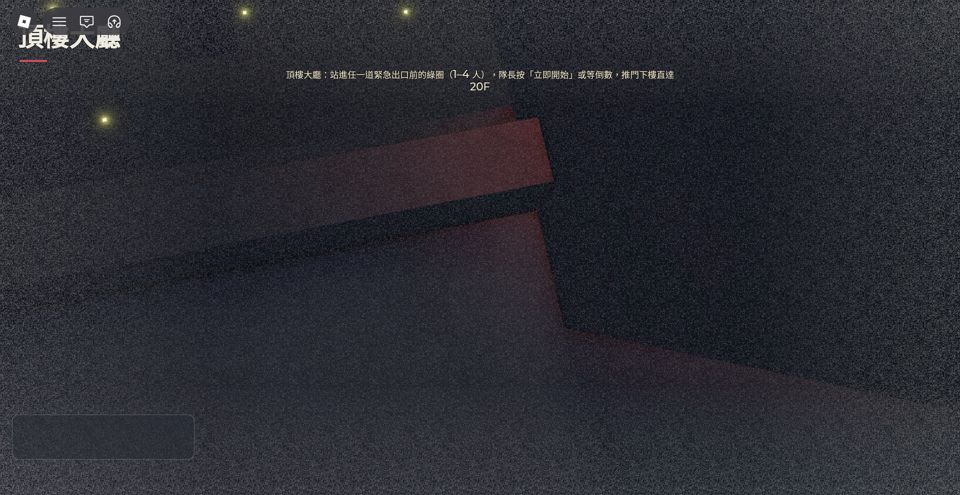 頂樓大廳
頂樓大廳：站進任一道緊急出口前的綠圈（1–4 人），隊長按「立即開始」或等倒數，推門下樓直達
20F